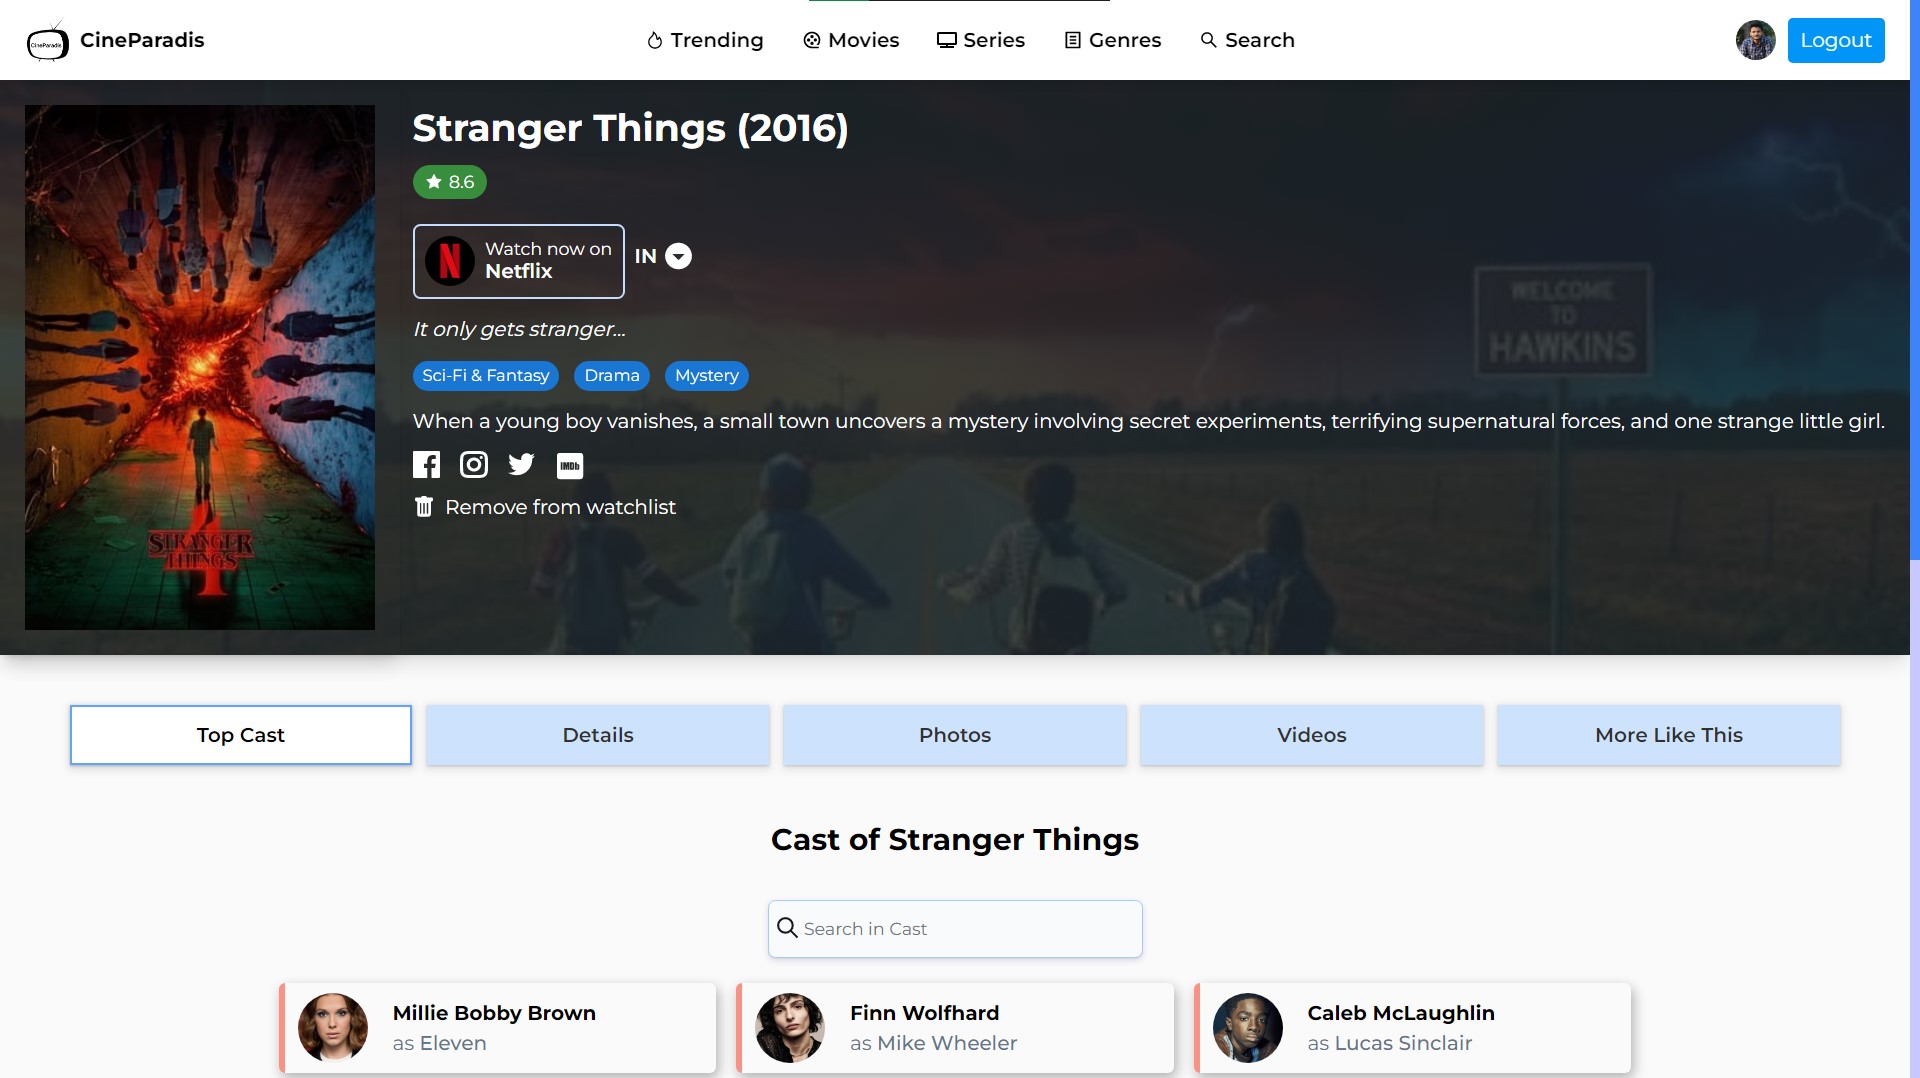 CineParadis
CineParadis
Trending
Movies
Series
Genres
Search
Logout
Stranger Things (2016)
8.6
Watch now on
Netflix
IN
It only gets stranger...
Sci-Fi & Fantasy
Drama
Mystery
When a young boy vanishes, a small town uncovers a mystery involving secret experiments, terrifying supernatural forces, and one strange little girl.
IMDb
Remove from watchlist
WELCOME
TO
HAWKINS
STRANGER
THINGS
4
Top Cast
Details
Photos
Videos
More Like This
Cast of Stranger Things
Search in Cast
Millie Bobby Brown
as Eleven
Finn Wolfhard
as Mike Wheeler
Caleb McLaughlin
as Lucas Sinclair